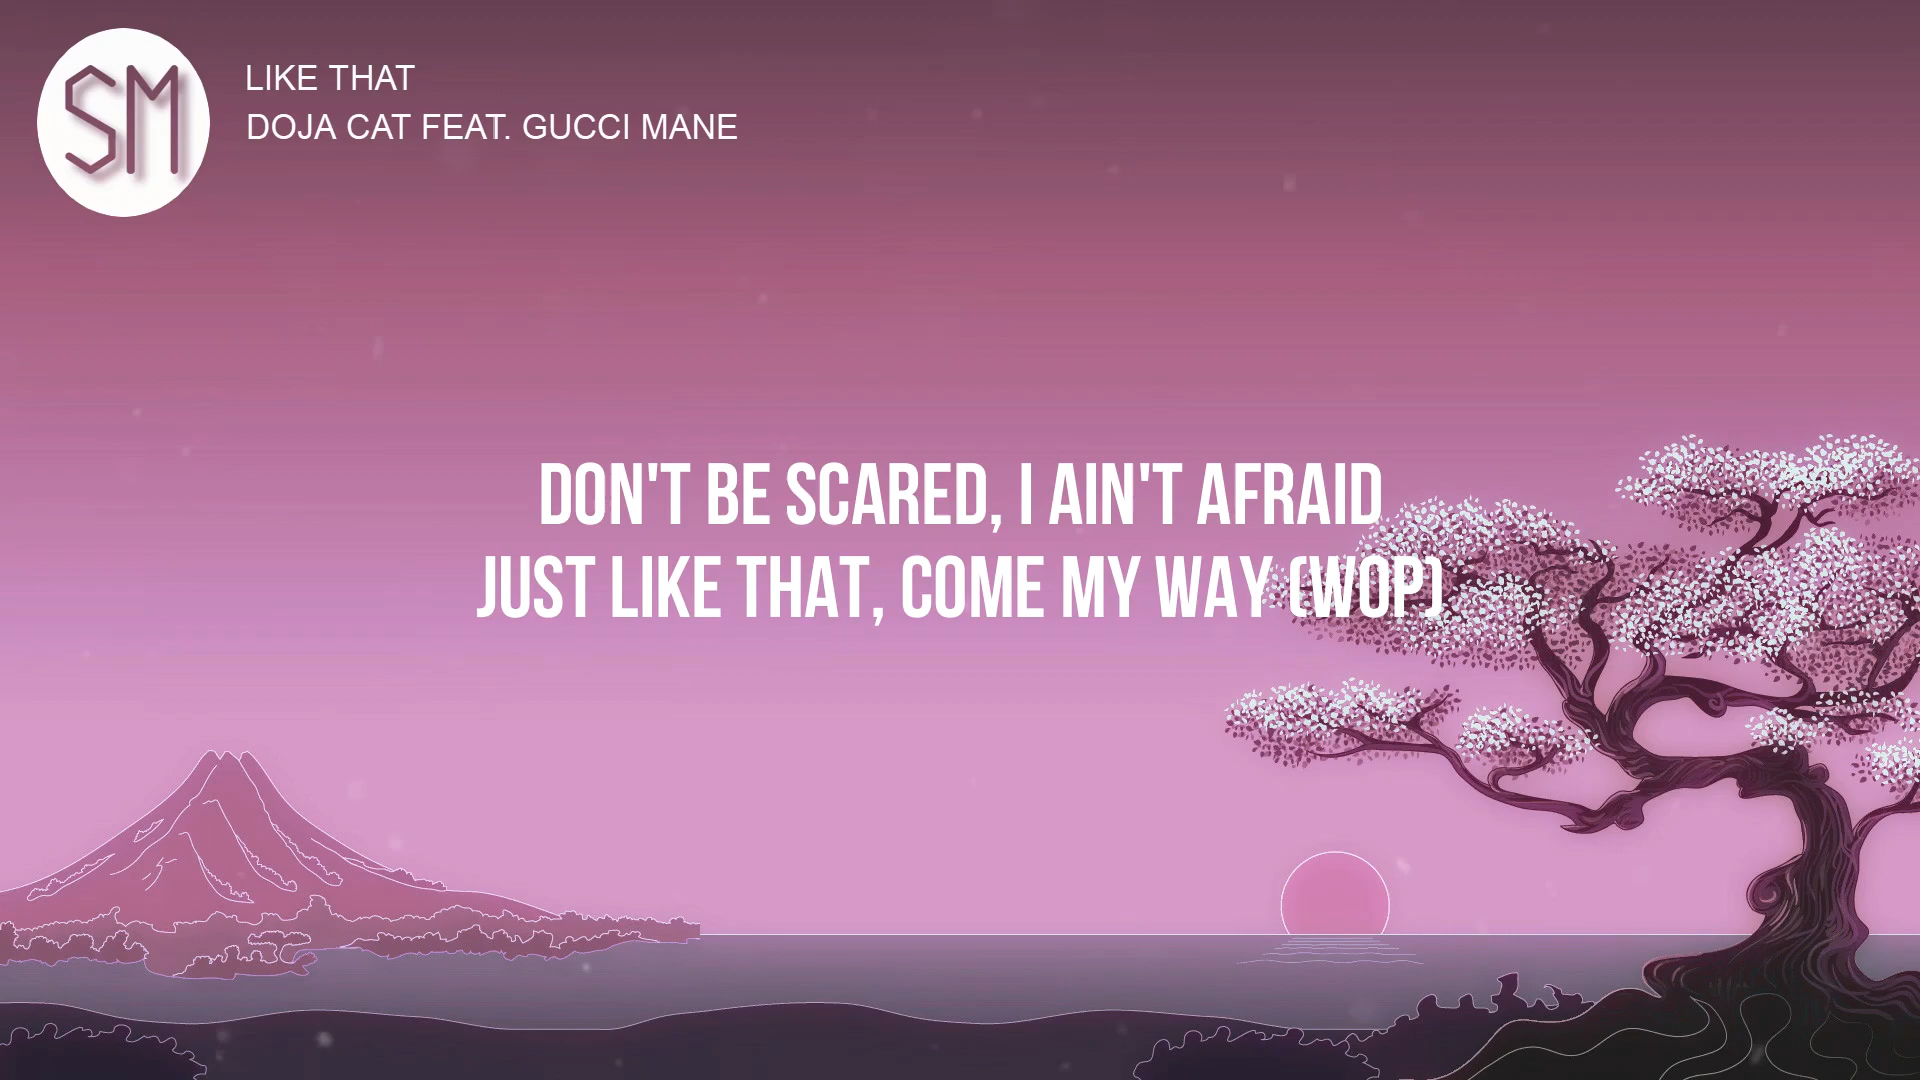 SM
LIKE THAT
DOJA CAT FEAT. GUCCI MANE
DON'T BE SCARED, I AIN'T AFRAID
JUST LIKE THAT, COME MY WAY (WOP)